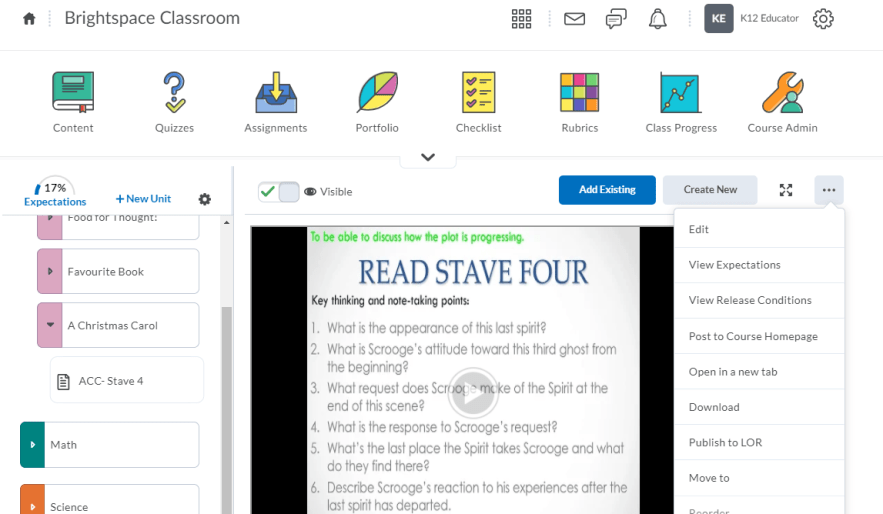 Brightspace Classroom
KE
K12 Educator
Content
Quizzes
Assignments
Portfolio
Checklist
Rubrics
Class Progress
Course Admin
17%
Expectations
+ New Unit
Visible
Add Existing
Create New
Food for Thought!
Favourite Book
A Christmas Carol
ACC- Stave 4
Math
Science
To be able to discuss how the plot is progressing.
READ STAVE FOUR
Key thinking and note-taking points:
1. What is the appearance of this last spirit?
2. What is Scrooge's attitude toward this third ghost from
the beginning?
3. What request does Scrooge make of the Spirit at the
end of this scene?
4. What is the response to Scrooge's request?
5. What's the last place the Spirit takes Scrooge and what
do they find there?
6. Describe Scrooge's reaction to his experiences after the
last spirit has departed.
Edit
View Expectations
View Release Conditions
Post to Course Homepage
Open in a new tab
Download
Publish to LOR
Move to
Reorder